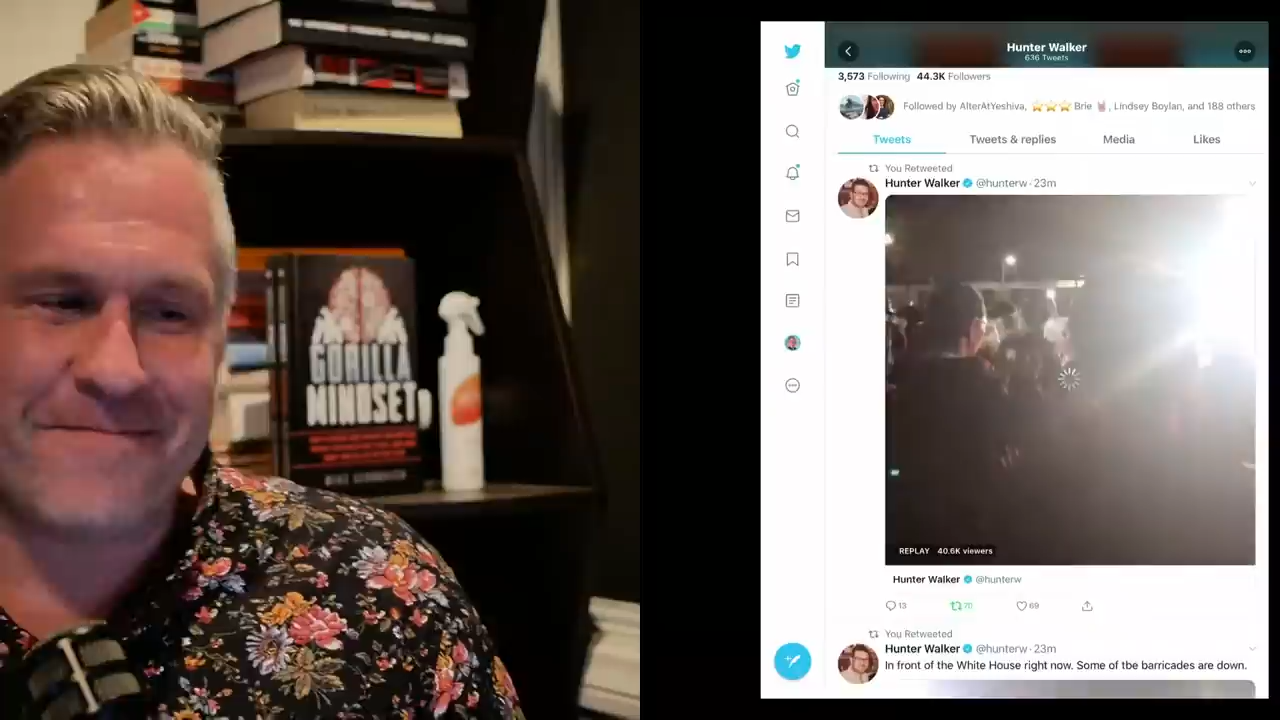 GORILLA
MINDSET
Hunter Walker
636 Tweets
3,573 Following 44.3K Followers
Followed by AlterAtYeshiva, ⭐⭐⭐ Brie 🤘, Lindsey Boylan, and 188 others
Tweets Tweets & replies Media Likes
You Retweeted
Hunter Walker @hunterw · 23m
REPLAY 40.6K viewers
Hunter Walker @hunterw
13 70 69
You Retweeted
Hunter Walker @hunterw · 23m
In front of the White House right now. Some of tbe barricades are down.